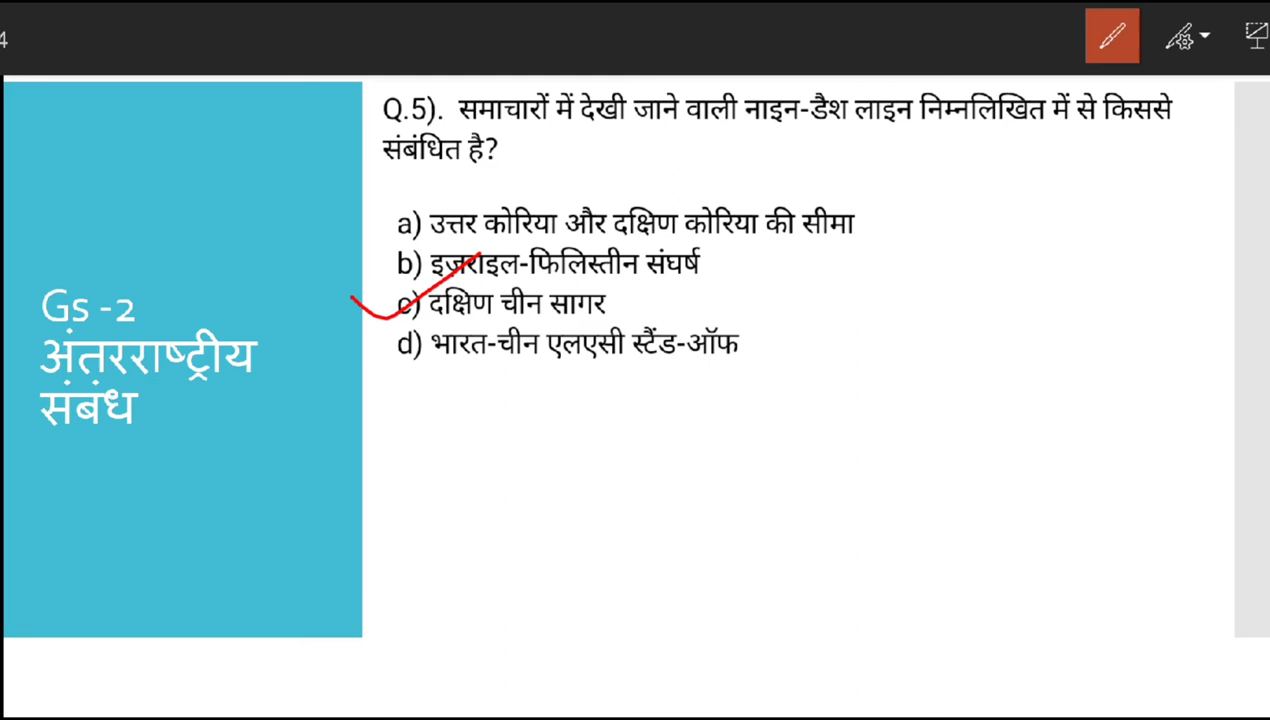 4
Q.5). समाचारों में देखी जाने वाली नाइन-डैश लाइन निम्नलिखित में से किससे
संबंधित है?
a) उत्तर कोरिया और दक्षिण कोरिया की सीमा
b) इज़राइल-फिलिस्तीन संघर्ष
c) दक्षिण चीन सागर
d) भारत-चीन एलएसी स्टैंड-ऑफ
Gs -2
अंतरराष्ट्रीय
संबंध